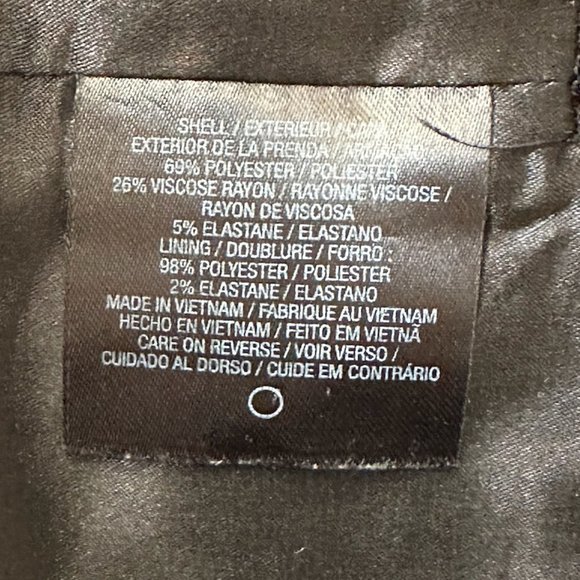 SHELL / EXTERIEUR / CAPA
EXTERIOR DE LA PRENDA / ARMAÇÃO
69% POLYESTER / POLIESTER
26% VISCOSE RAYON / RAYONNE VISCOSE /
RAYON DE VISCOSA
5% ELASTANE / ELASTANO
LINING / DOUBLURE / FORRO :
98% POLYESTER / POLIESTER
2% ELASTANE / ELASTANO
MADE IN VIETNAM / FABRIQUE AU VIETNAM
HECHO EN VIETNAM / FEITO EM VIETNÃ
CARE ON REVERSE / VOIR VERSO /
CUIDADO AL DORSO / CUIDE EM CONTRÁRIO